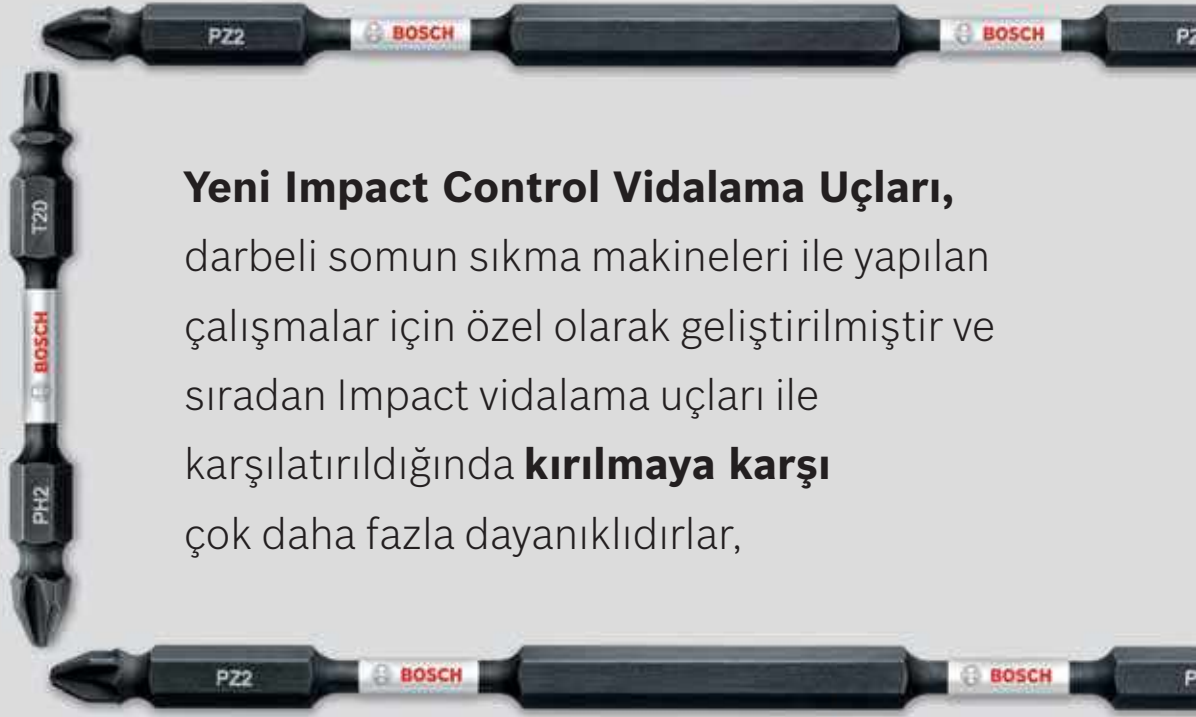 PZ2 BOSCH BOSCH
T20
BOSCH
PH2
Yeni Impact Control Vidalama Uçları,
darbeli somun sıkma makineleri ile yapılan
çalışmalar için özel olarak geliştirilmiştir ve
sıradan Impact vidalama uçları ile
karşılatırıldığında kırılmaya karşı
çok daha fazla dayanıklıdırlar,
PZ2 BOSCH BOSCH